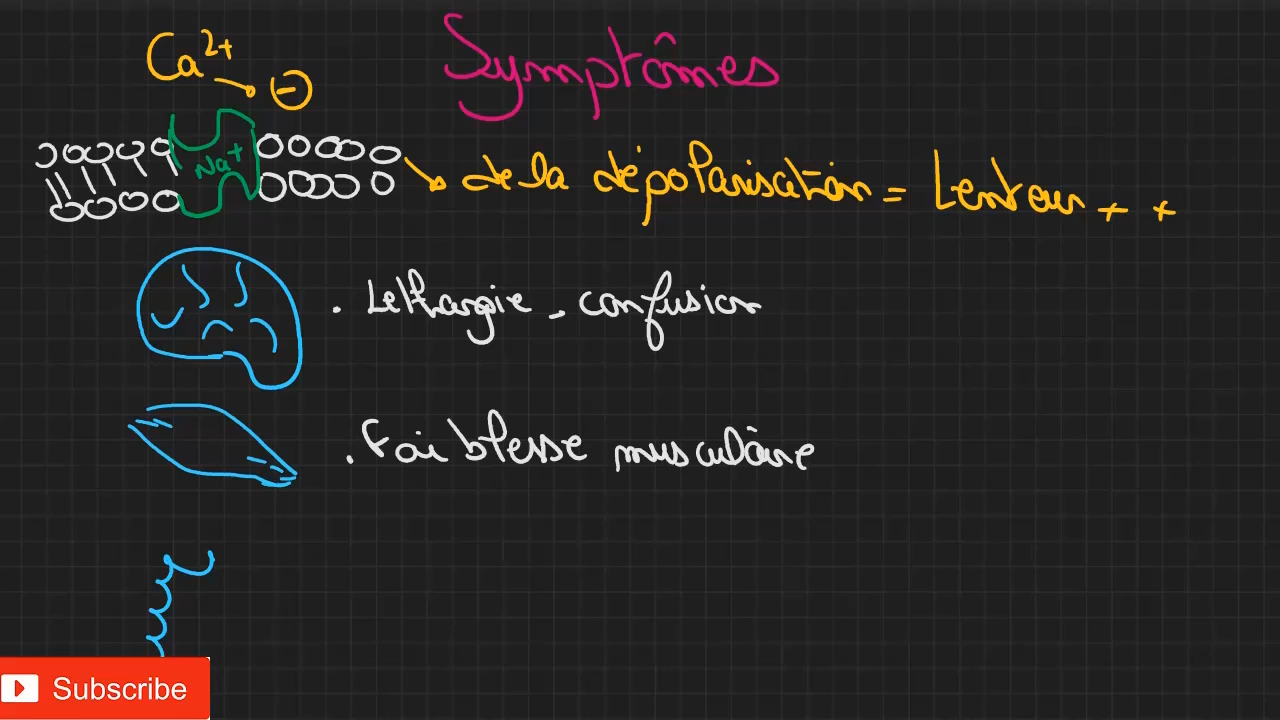 Symptômes
Ca²⁺
→ ⊖
Na⁺
↘ de la dépolarisation = Lenteur + +
. Léthargie - confusion
. Faiblesse musculaire
Subscribe